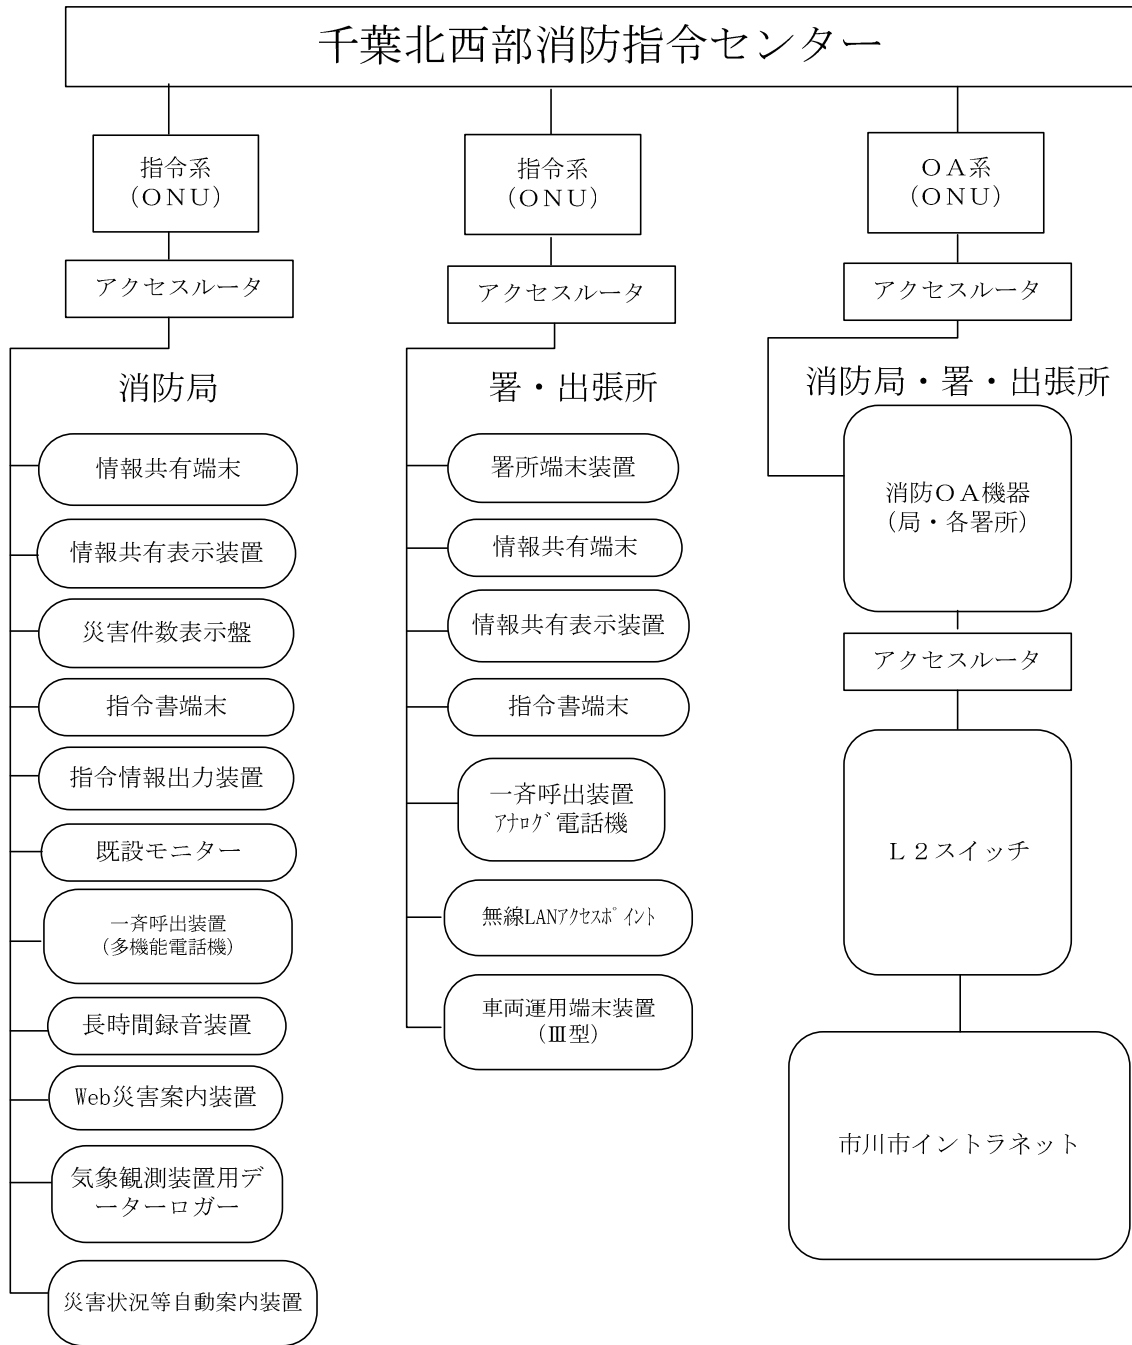 千葉北西部消防指令センター
指令系
（ＯＮＵ）
アクセスルータ
消防局
情報共有端末
情報共有表示装置
災害件数表示盤
指令書端末
指令情報出力装置
既設モニター
一斉呼出装置
（多機能電話機）
長時間録音装置
Web災害案内装置
気象観測装置用デ
ーターロガー
災害状況等自動案内装置
指令系
（ＯＮＵ）
アクセスルータ
署・出張所
署所端末装置
情報共有端末
情報共有表示装置
指令書端末
一斉呼出装置
ｱﾅﾛｸﾞ電話機
無線LANｱｸｾｽﾎﾟｲﾝﾄ
車両運用端末装置
（Ⅲ型）
ＯＡ系
（ＯＮＵ）
アクセスルータ
消防局・署・出張所
消防ＯＡ機器
（局・各署所）
アクセスルータ
Ｌ２スイッチ
市川市イントラネット